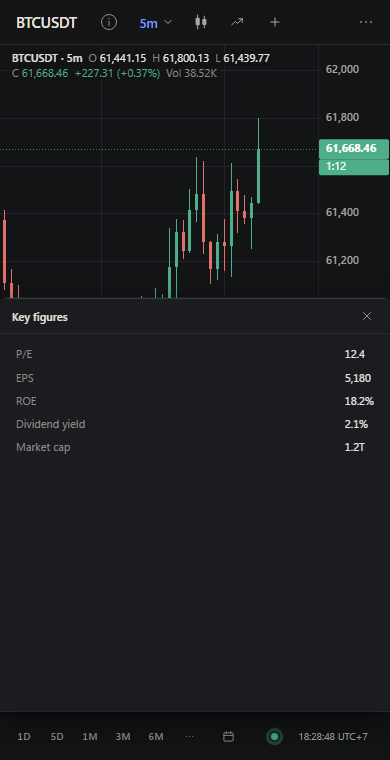 BTCUSDT 5m
BTCUSDT · 5m O 61,441.15 H 61,800.13 L 61,439.77
C 61,668.46 +227.31 (+0.37%) Vol 38.52K
62,000
61,800
61,668.46
1:12
61,400
61,200
Key figures
P/E 12.4
EPS 5,180
ROE 18.2%
Dividend yield 2.1%
Market cap 1.2T
1D 5D 1M 3M 6M ... 18:28:48 UTC+7